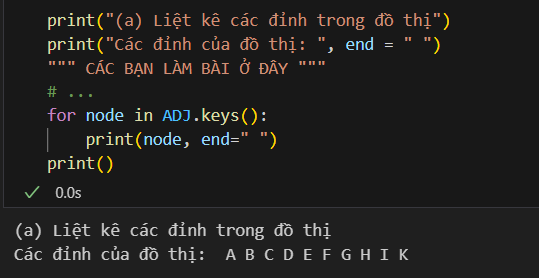 print("(a) Liệt kê các đỉnh trong đồ thị")
print("Các đỉnh của đồ thị: ", end = " ")
""" CÁC BẠN LÀM BÀI Ở ĐÂY """
# ...
for node in ADJ.keys():
    print(node, end=" ")
print()
0.0s
(a) Liệt kê các đỉnh trong đồ thị
Các đỉnh của đồ thị:  A B C D E F G H I K